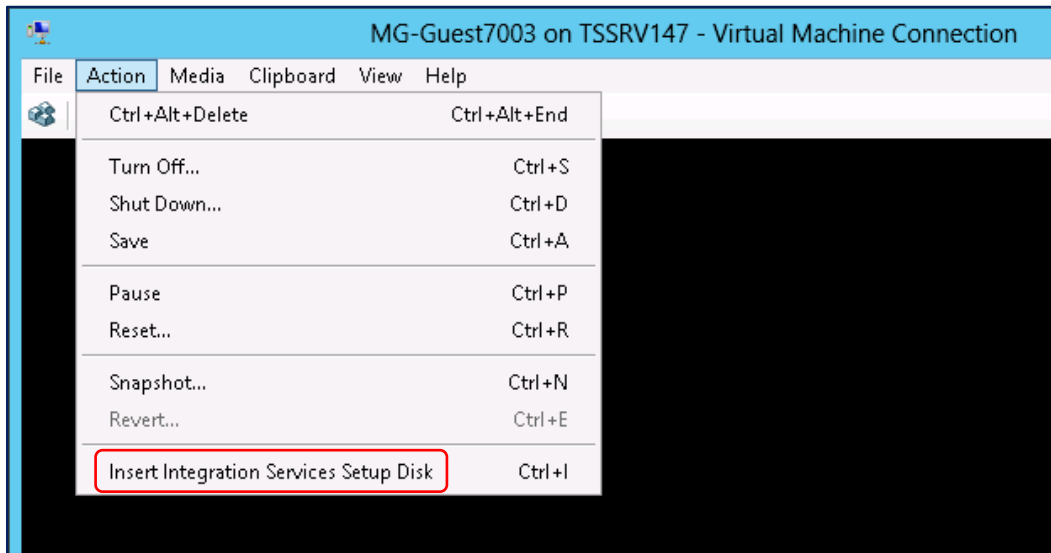 MG-Guest7003 on TSSRV147 - Virtual Machine Connection
File Action Media Clipboard View Help
Ctrl+Alt+Delete Ctrl+Alt+End
Turn Off... Ctrl+S
Shut Down... Ctrl+D
Save Ctrl+A
Pause Ctrl+P
Reset... Ctrl+R
Snapshot... Ctrl+N
Revert... Ctrl+E
Insert Integration Services Setup Disk Ctrl+I